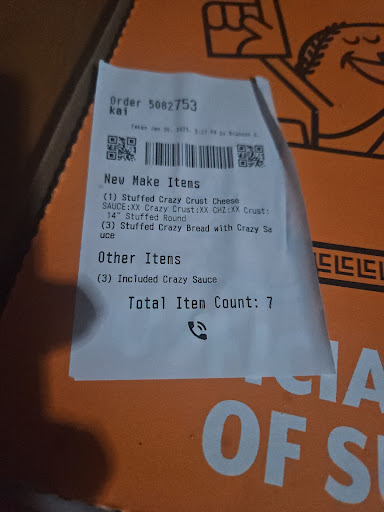 Order 5082753
kai
New Make Items
(1) Stuffed Crazy Crust Cheese
SAUCE:XX Crazy Crust:XX CHZ:XX Crust:
14" Stuffed Round
(3) Stuffed Crazy Bread with Crazy Sa
uce
Other Items
(3) Included Crazy Sauce
Total Item Count: 7
OF